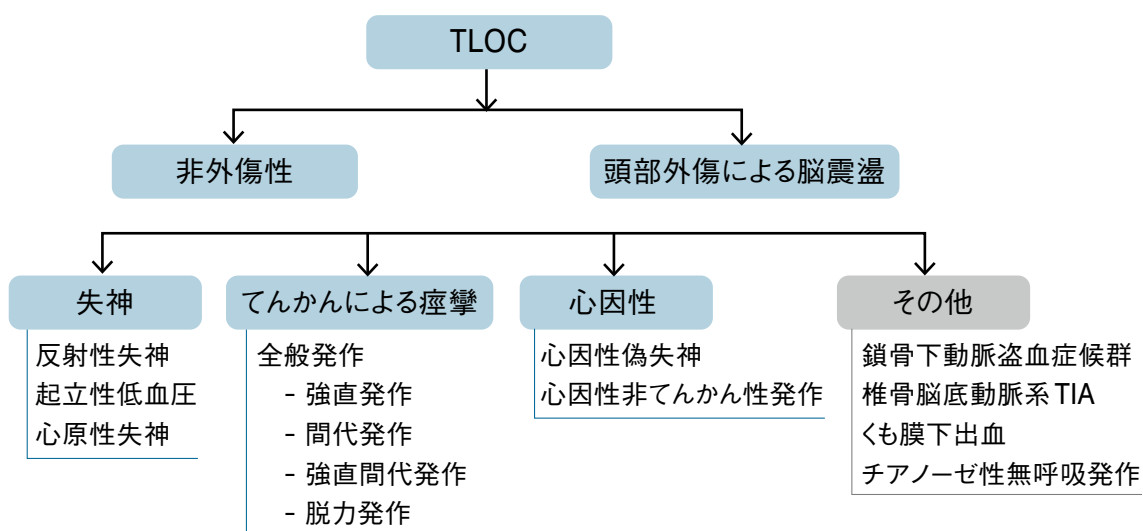 TLOC
非外傷性
頭部外傷による脳震盪
失神
反射性失神
起立性低血圧
心原性失神
てんかんによる痙攣
全般発作
- 強直発作
- 間代発作
- 強直間代発作
- 脱力発作
心因性
心因性偽失神
心因性非てんかん性発作
その他
鎖骨下動脈盗血症候群
椎骨脳底動脈系 TIA
くも膜下出血
チアノーゼ性無呼吸発作